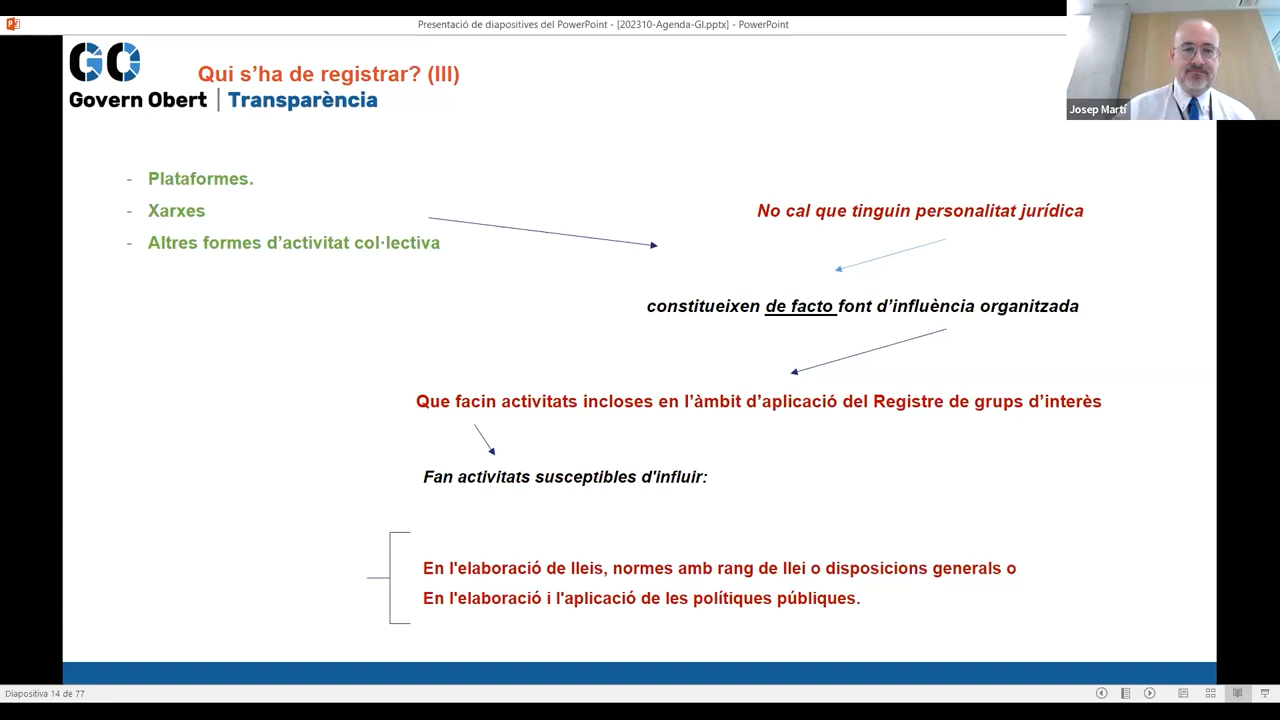 Presentació de diapositives del PowerPoint - [202310-Agenda-GI.pptx] - PowerPoint
GO
Qui s’ha de registrar? (III)
Govern Obert | Transparència
Josep Martí
- Plataformes.
- Xarxes
- Altres formes d’activitat col·lectiva
No cal que tinguin personalitat jurídica
constitueixen de facto font d’influència organitzada
Que facin activitats incloses en l’àmbit d’aplicació del Registre de grups d’interès
Fan activitats susceptibles d'influir:
En l'elaboració de lleis, normes amb rang de llei o disposicions generals o
En l'elaboració i l'aplicació de les polítiques públiques.
Diapositiva 14 de 77